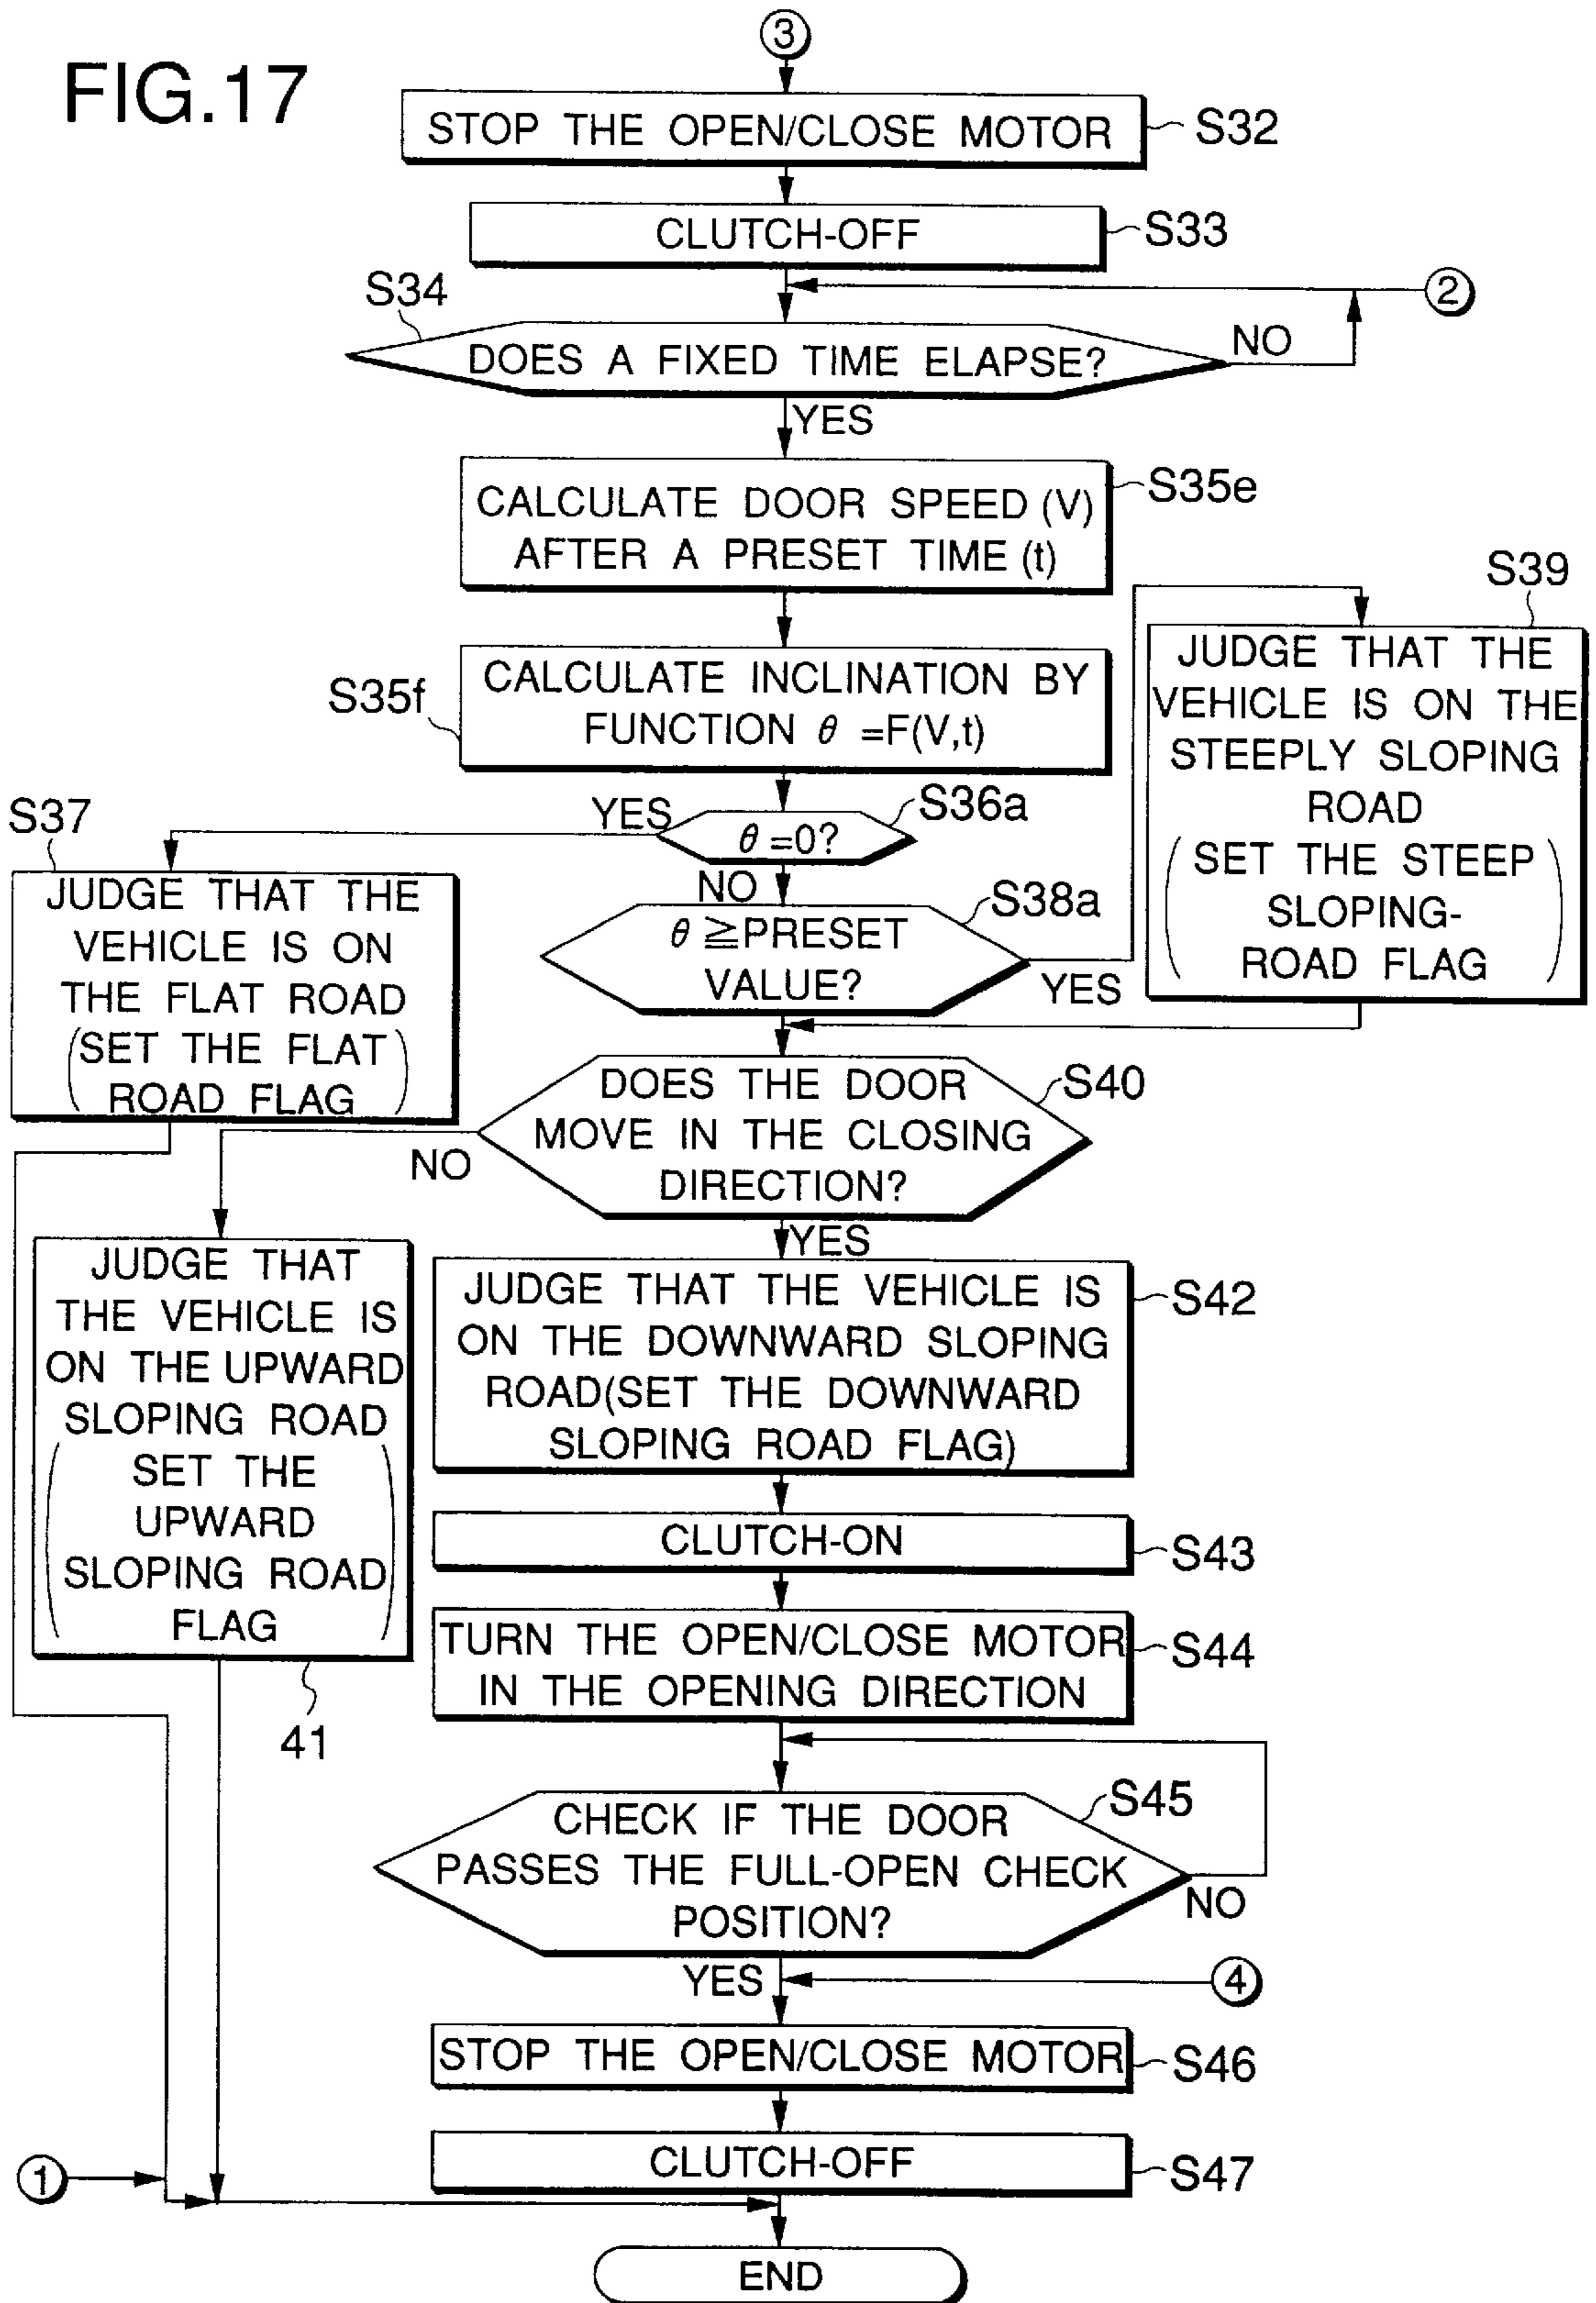 FIG.17
3
STOP THE OPEN/CLOSE MOTOR
S32
CLUTCH-OFF
S33
S34
2
DOES A FIXED TIME ELAPSE?
NO
YES
CALCULATE DOOR SPEED (V)
AFTER A PRESET TIME (t)
S35e
S39
JUDGE THAT THE
VEHICLE IS ON THE
STEEPLY SLOPING
ROAD
(SET THE STEEP
SLOPING-
ROAD FLAG)
S35f
CALCULATE INCLINATION BY
FUNCTION θ =F(V,t)
S36a
YES
θ =0?
NO
S37
JUDGE THAT THE
VEHICLE IS ON
THE FLAT ROAD
(SET THE FLAT
ROAD FLAG)
S38a
θ ≧PRESET
VALUE?
YES
S40
DOES THE DOOR
MOVE IN THE CLOSING
DIRECTION?
NO
YES
JUDGE THAT
THE VEHICLE IS
ON THE UPWARD
SLOPING ROAD
(SET THE
UPWARD
SLOPING ROAD
FLAG)
41
JUDGE THAT THE VEHICLE IS
ON THE DOWNWARD SLOPING
ROAD(SET THE DOWNWARD
SLOPING ROAD FLAG)
S42
CLUTCH-ON
S43
TURN THE OPEN/CLOSE MOTOR
IN THE OPENING DIRECTION
S44
S45
CHECK IF THE DOOR
PASSES THE FULL-OPEN CHECK
POSITION?
NO
YES
4
STOP THE OPEN/CLOSE MOTOR
S46
CLUTCH-OFF
S47
1
END